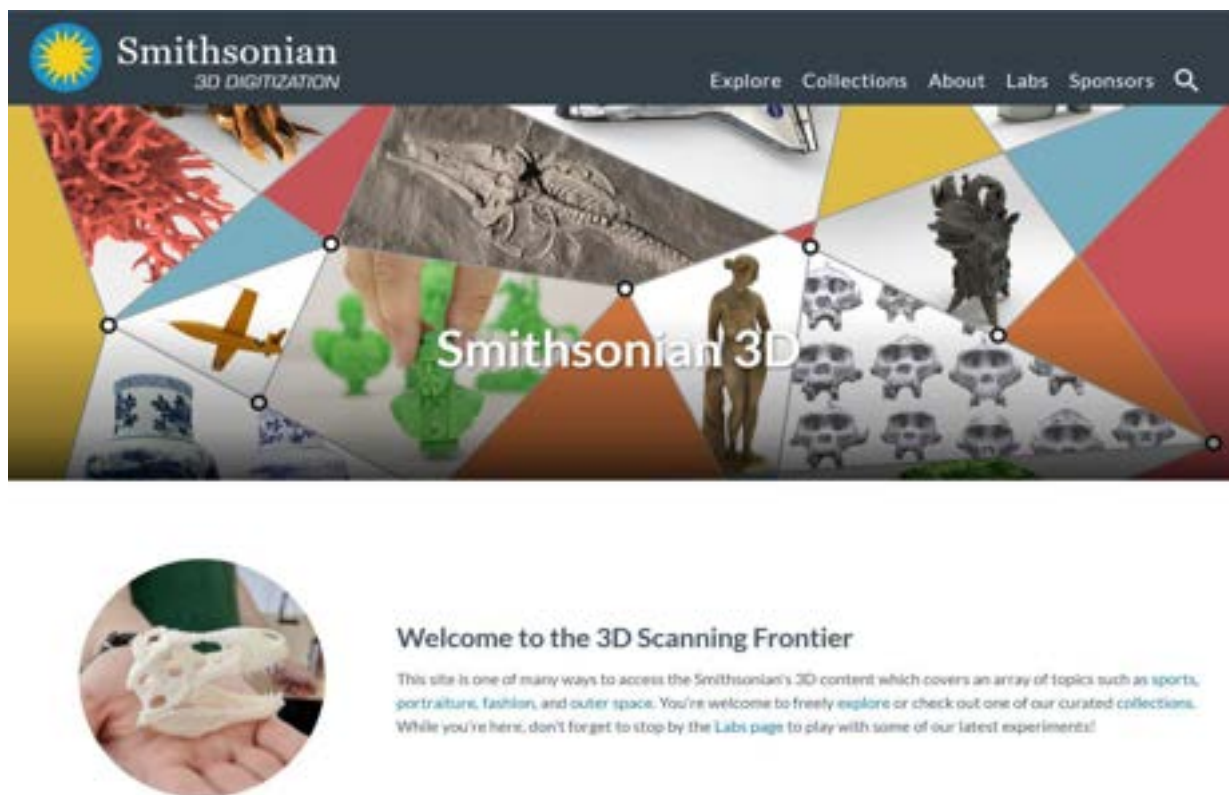 Smithsonian
3D DIGITIZATION
Explore Collections About Labs Sponsors
Smithsonian 3D
Welcome to the 3D Scanning Frontier
This site is one of many ways to access the Smithsonian's 3D content which covers an array of topics such as sports,
portraiture, fashion, and outer space. You're welcome to freely explore or check out one of our curated collections.
While you're here, don't forget to stop by the Labs page to play with some of our latest experiments!